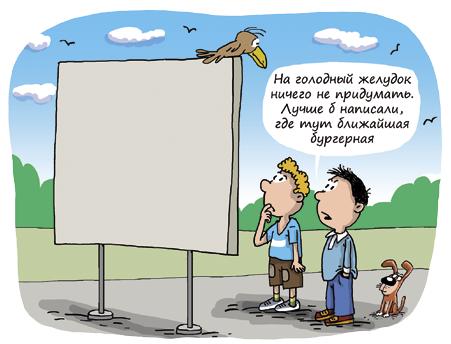 На голодный желудок
ничего не придумать.
Лучше б написали,
где тут ближайшая
бургерная